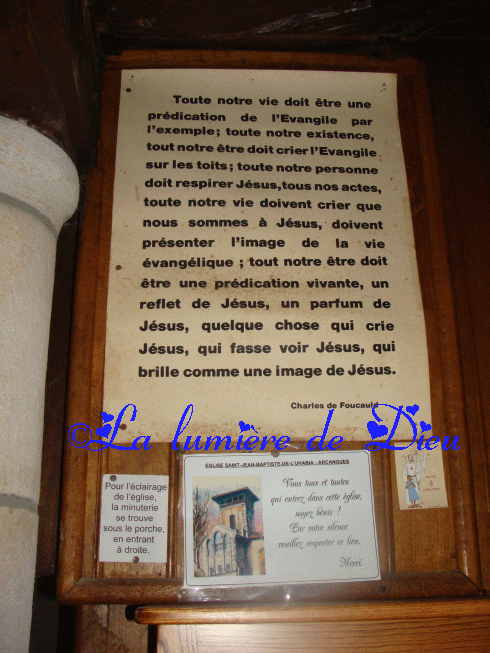 Toute notre vie doit être une
prédication de l'Evangile par
l'exemple; toute notre existence,
tout notre être doit crier l'Evangile
sur les toits; toute notre personne
doit respirer Jésus,tous nos actes,
toute notre vie doivent crier que
nous sommes à Jésus, doivent
présenter l'image de la vie
évangélique ; tout notre être doit
être une prédication vivante, un
reflet de Jésus, un parfum de
Jésus, quelque chose qui crie
Jésus, qui fasse voir Jésus, qui
brille comme une image de Jésus.
Charles de Foucauld
©La lumière de Dieu
Pour l'éclairage
de l'église,
la minuterie
se trouve
sous le porche,
en entrant
à droite.
EGLISE SAINT-JEAN-BAPTISTE-DE-L'UHABIA - ARCANGUES
Vous tous et toutes
qui entrez dans cette église,
soyez bénis !
Par votre silence
veuillez respecter ce lieu.
Merci.